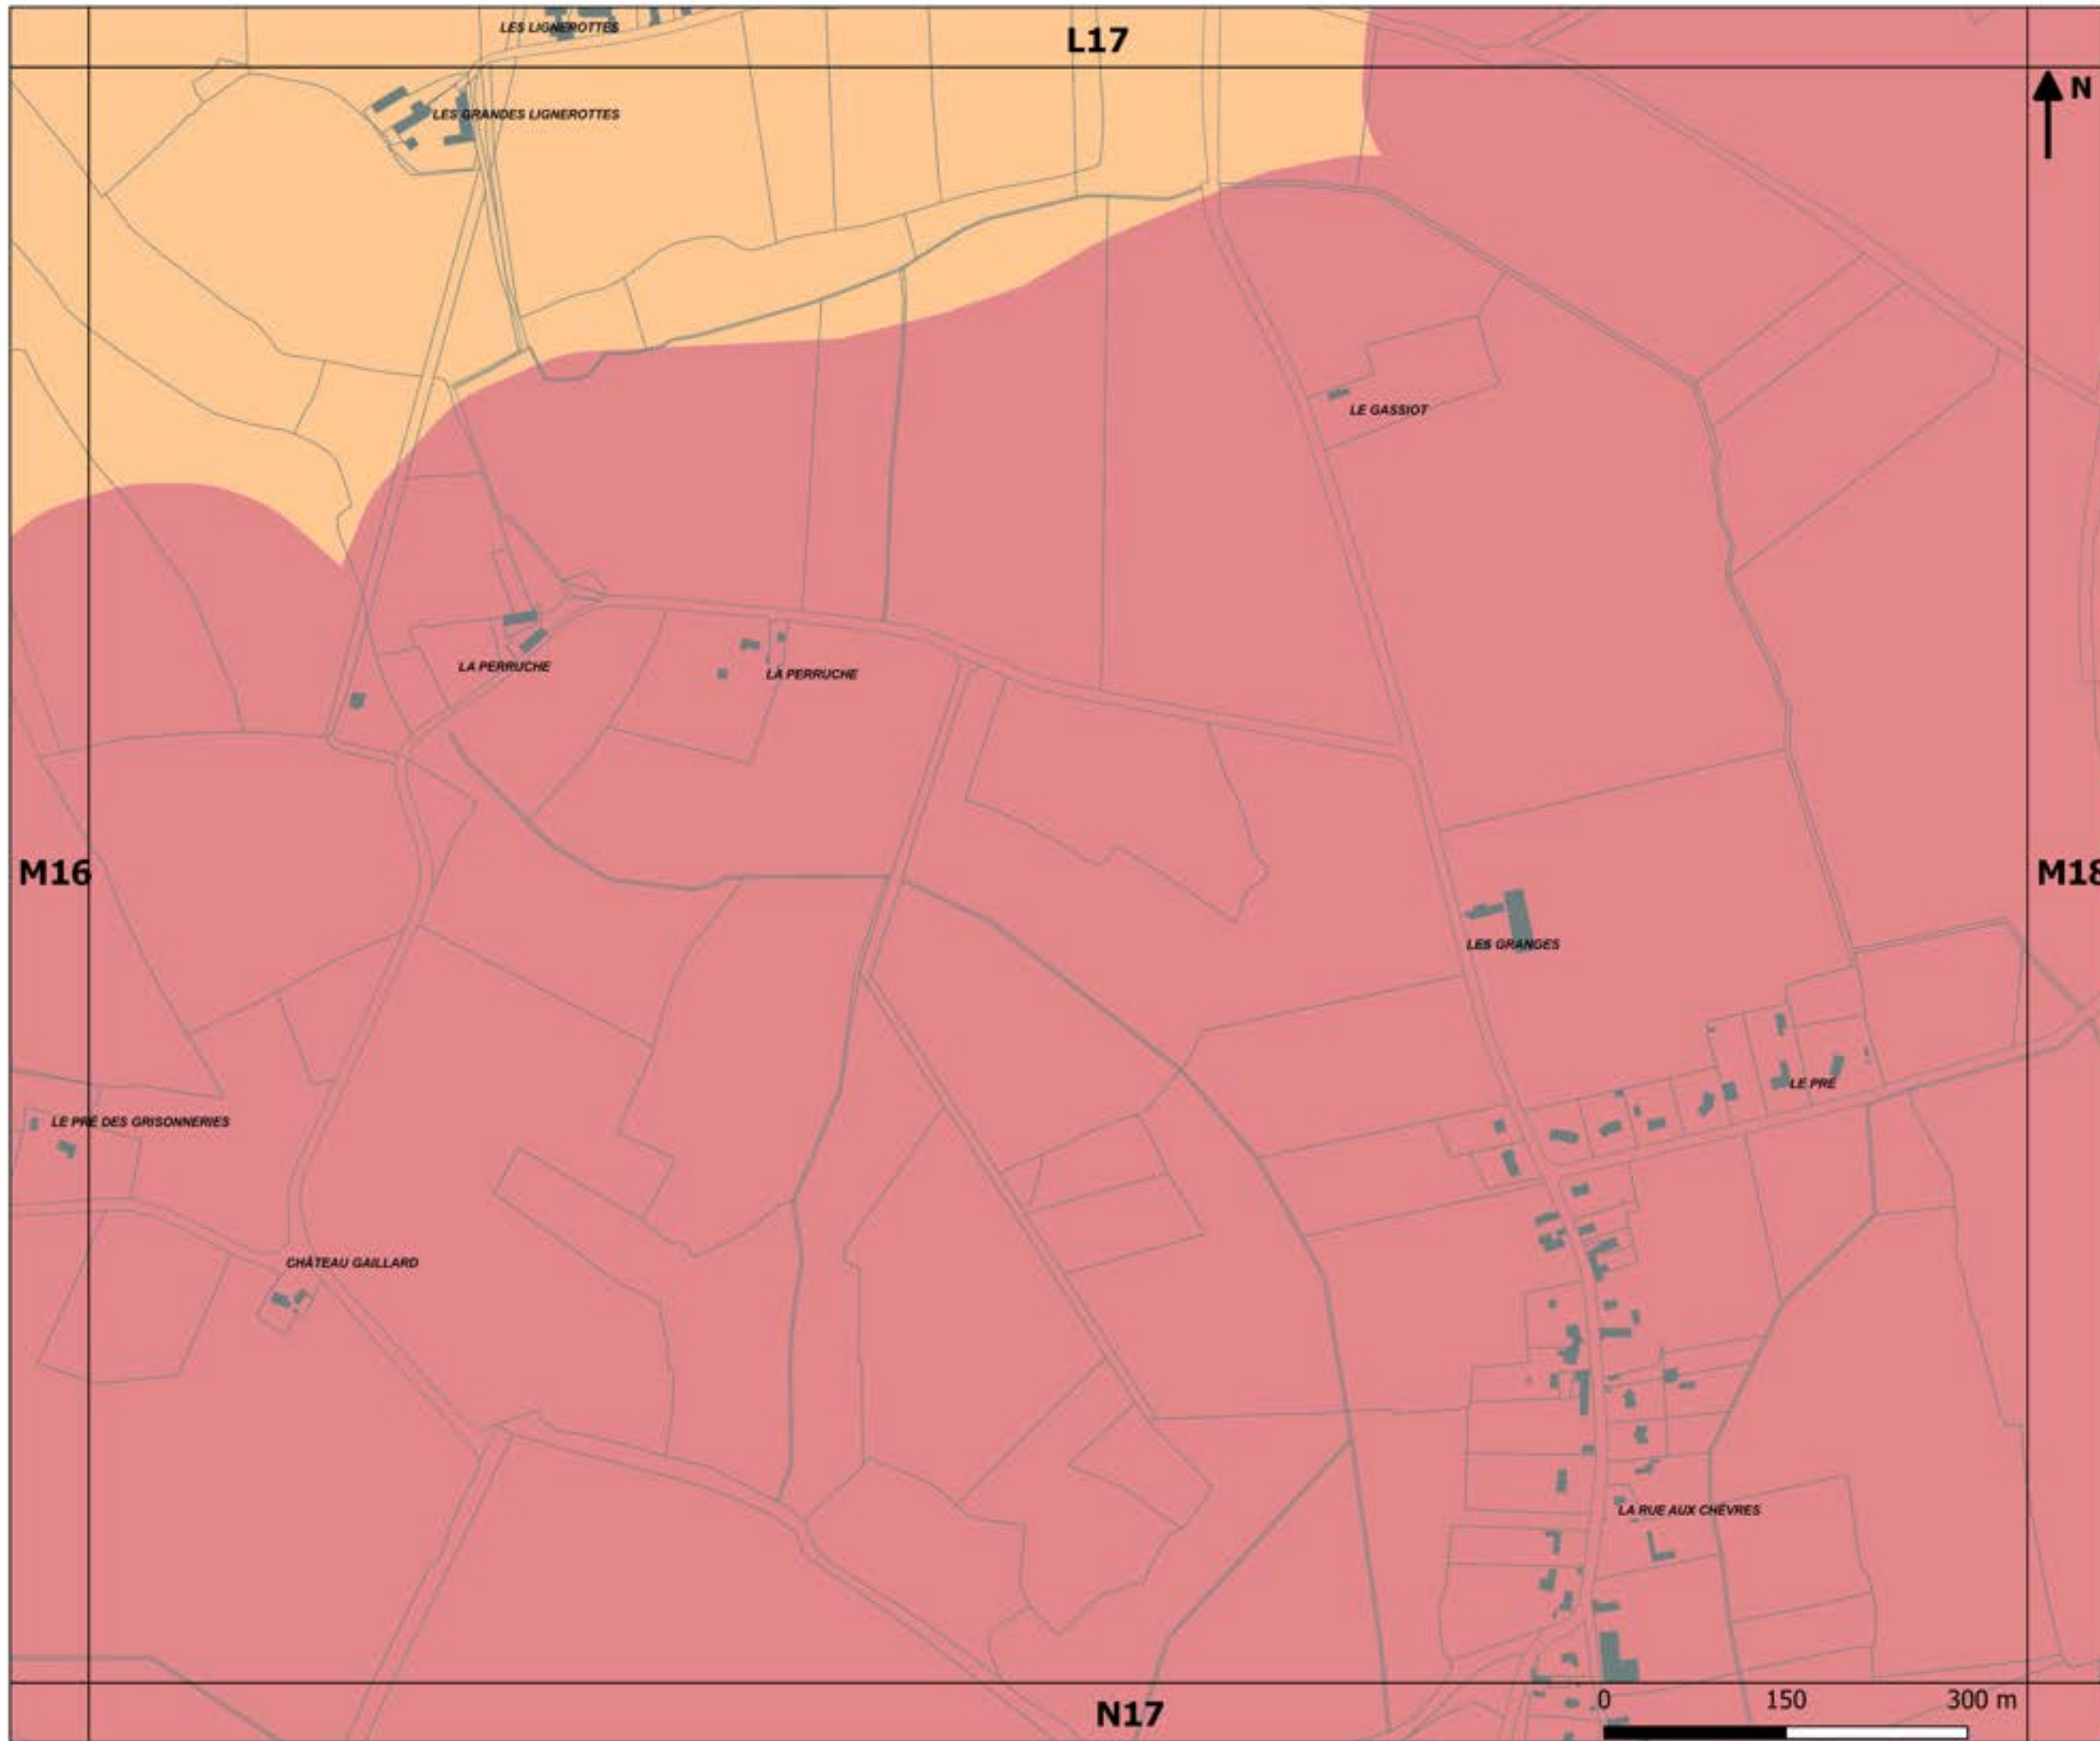 LES LIGNEROTTES
L17
N
LES GRANDES LIGNEROTTES
LE GASSIOT
LA PERRUCHE
LA PERRUCHE
M16
M18
LES GRANGES
LE PRÉ
LE PRÉ DES GRISONNERIES
CHÂTEAU GAILLARD
LA RUE AUX CHÈVRES
0 150 300 m
N17